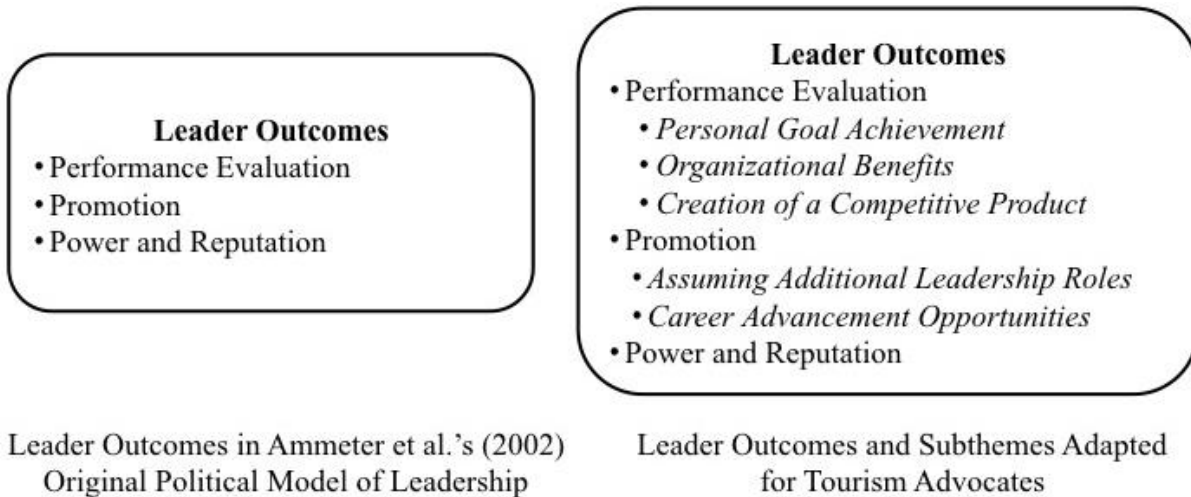 Leader Outcomes
• Performance Evaluation
• Promotion
• Power and Reputation
Leader Outcomes in Ammeter et al.’s (2002)
Original Political Model of Leadership
Leader Outcomes
• Performance Evaluation
• Personal Goal Achievement
• Organizational Benefits
• Creation of a Competitive Product
• Promotion
• Assuming Additional Leadership Roles
• Career Advancement Opportunities
• Power and Reputation
Leader Outcomes and Subthemes Adapted
for Tourism Advocates